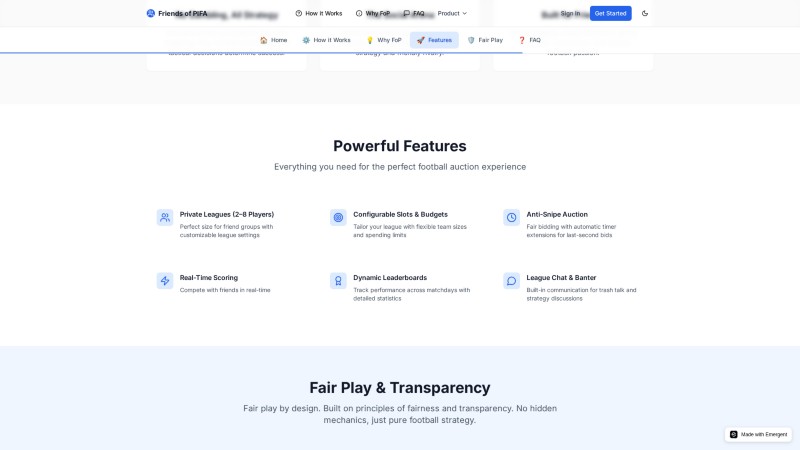 Friends of PIFA
How it Works
Why FoP
FAQ
Product
Sign In
Get Started
Home
How it Works
Why FoP
Features
Fair Play
FAQ
Powerful Features
Everything you need for the perfect football auction experience
Private Leagues (2–8 Players)
Perfect size for friend groups with
customizable league settings
Configurable Slots & Budgets
Tailor your league with flexible team sizes
and spending limits
Anti-Snipe Auction
Fair bidding with automatic timer
extensions for last-second bids
Real-Time Scoring
Compete with friends in real-time
Dynamic Leaderboards
Track performance across matchdays with
detailed statistics
League Chat & Banter
Built-in communication for trash talk and
strategy discussions
Fair Play & Transparency
Fair play by design. Built on principles of fairness and transparency. No hidden
mechanics, just pure football strategy.
Made with Emergent